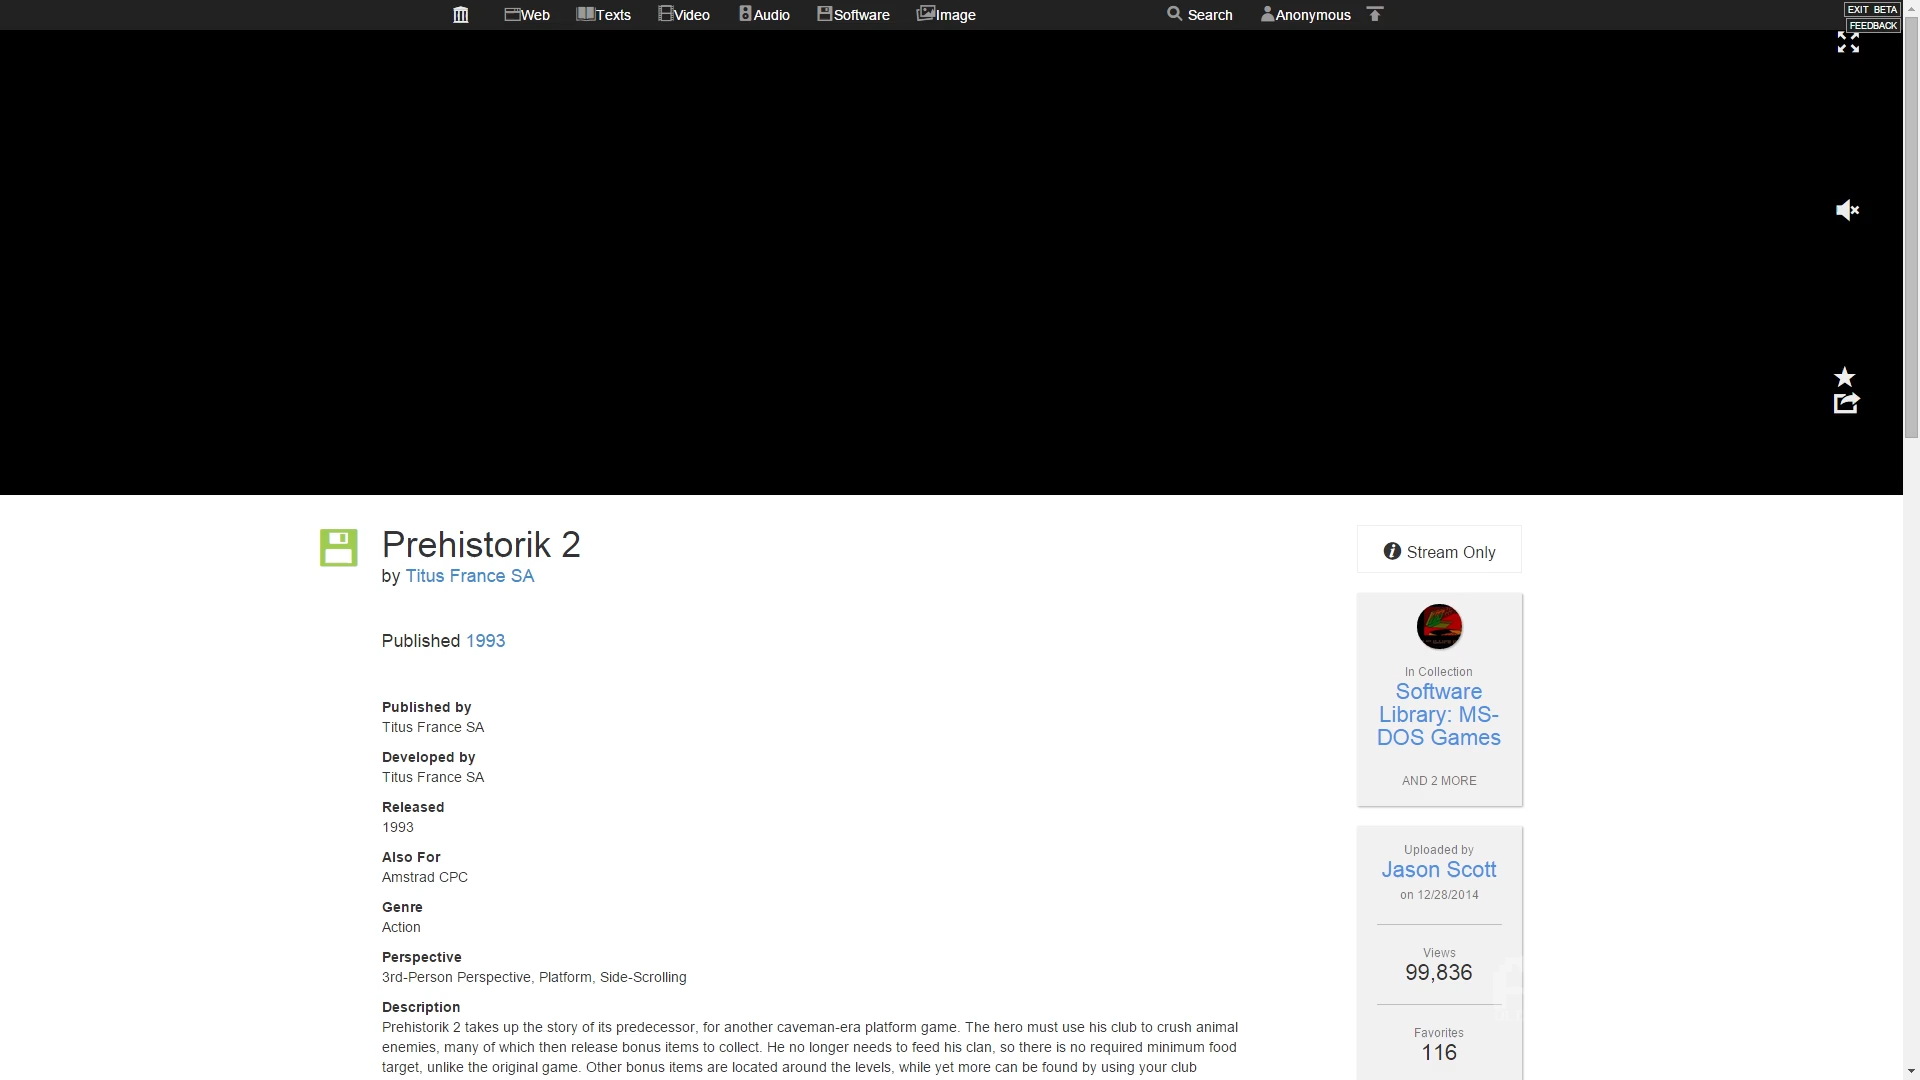 Web Texts Video Audio Software Image Search Anonymous EXIT BETA
FEEDBACK
Prehistorik 2
by Titus France SA
Published 1993
Published by
Titus France SA
Developed by
Titus France SA
Released
1993
Also For
Amstrad CPC
Genre
Action
Perspective
3rd-Person Perspective, Platform, Side-Scrolling
Description
Prehistorik 2 takes up the story of its predecessor, for another caveman-era platform game. The hero must use his club to crush animal
enemies, many of which then release bonus items to collect. He no longer needs to feed his clan, so there is no required minimum food
target, unlike the original game. Other bonus items are located around the levels, while yet more can be found by using your club
Stream Only
In Collection
Software
Library: MS-
DOS Games
AND 2 MORE
Uploaded by
Jason Scott
on 12/28/2014
Views
99,836
Favorites
116